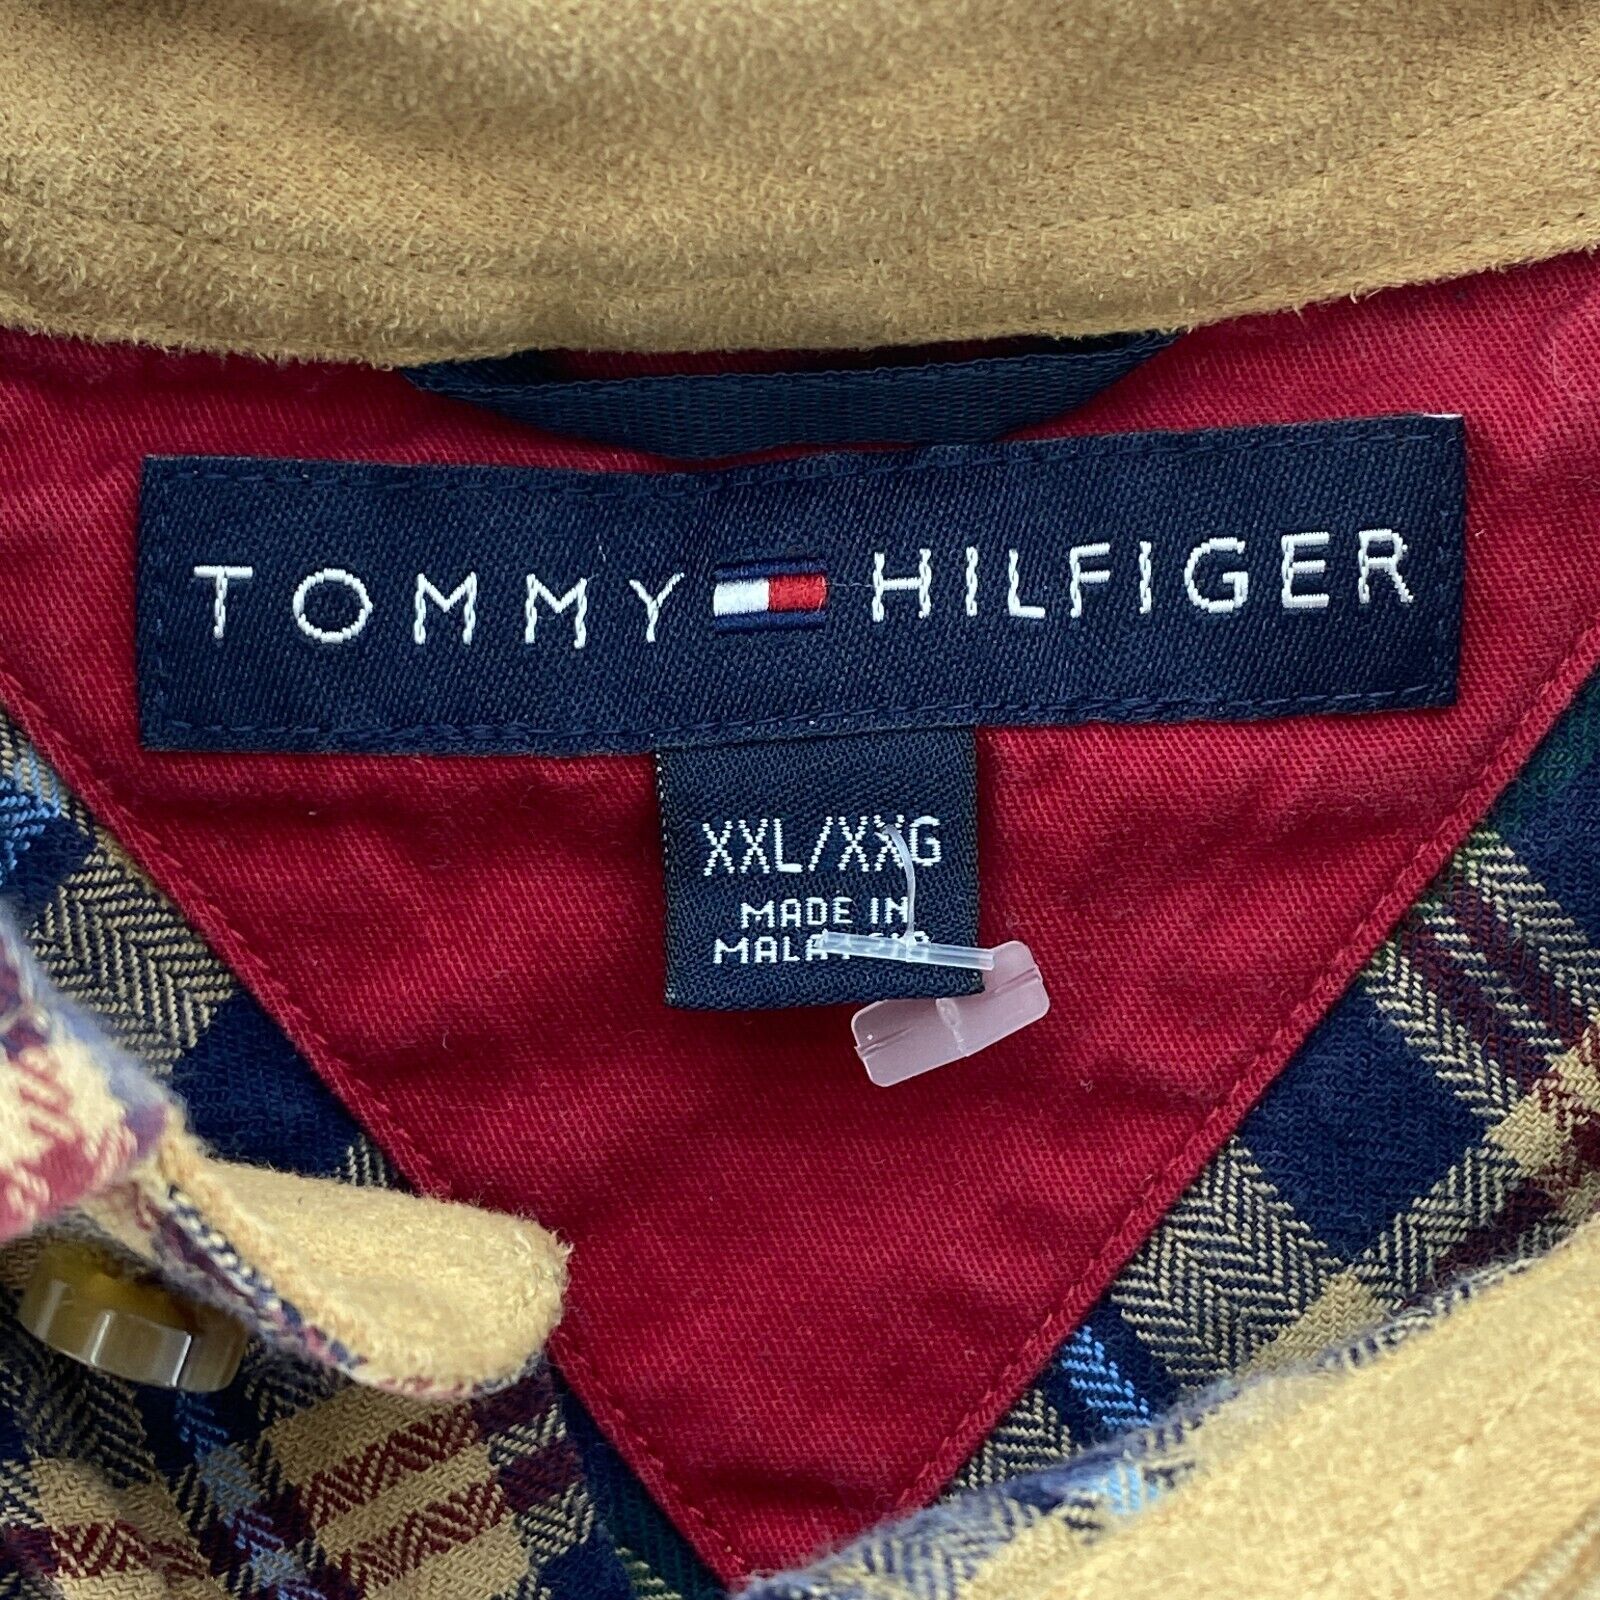 TOMMY HILFIGER
XXL/XXG
MADE IN